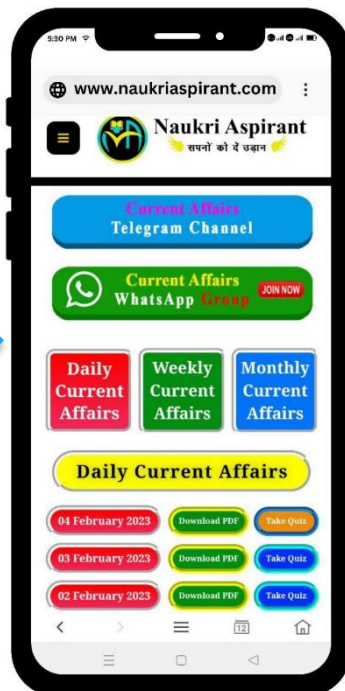 5:30 PM
www.naukriaspirant.com
Naukri Aspirant
सपनों को दें उड़ान
Current Affairs
Telegram Channel
Current Affairs
WhatsApp Group
JOIN NOW
Daily Current Affairs
Weekly Current Affairs
Monthly Current Affairs
Daily Current Affairs
04 February 2023 Download PDF Take Quiz
03 February 2023 Download PDF Take Quiz
02 February 2023 Download PDF Take Quiz
12